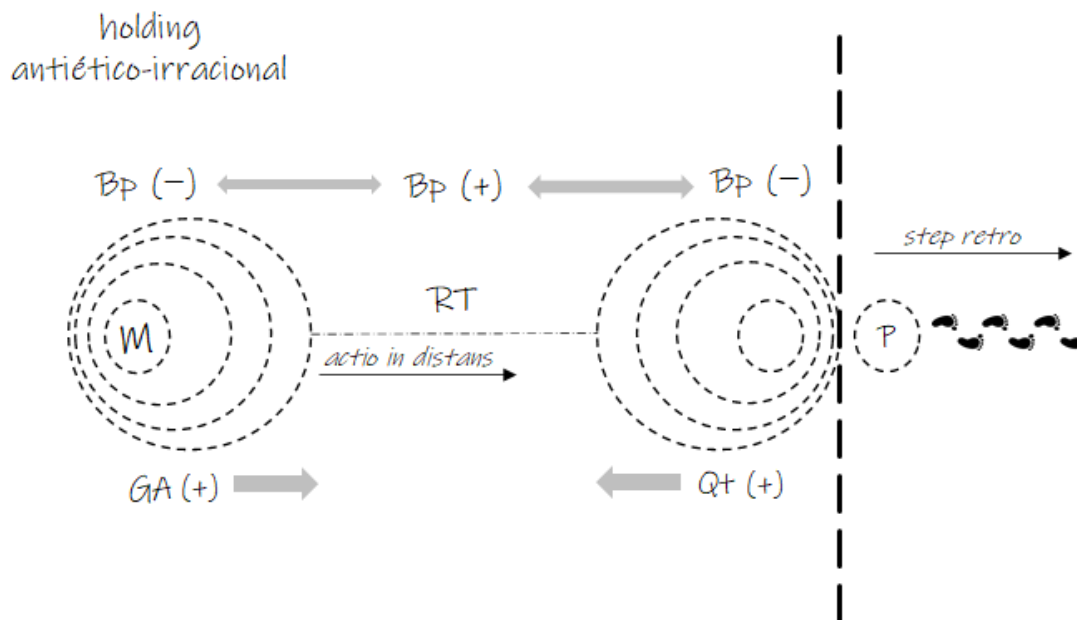 holding
antiético-irracional
Bp (−) Bp (+) Bp (−)
step retro
RT
M P
actio in distans
GA (+) Qt (+)